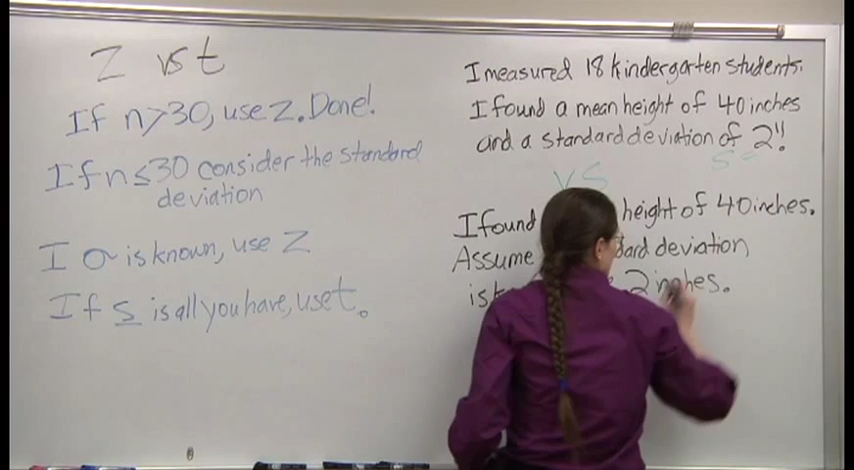 Z vs t
If n>30, use Z. Done!
If n≤30 consider the standard
deviation
I σ is known, use Z
If s is all you have, use t.
I measured 18 kindergarten students.
I found a mean height of 40 inches
and a standard deviation of 2"!
S =
VS
I found height of 40 inches.
Assume deviation
is 2 inches.